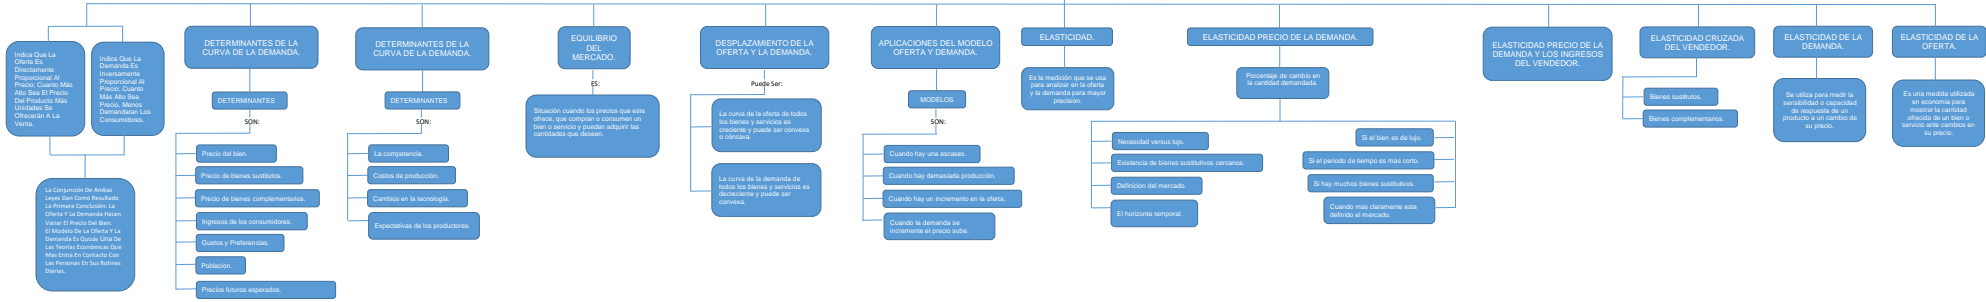 Indica Que La
Oferta Es
Directamente
Proporcional Al
Precio; Cuanto Más
Alto Sea El Precio
Del Producto Más
Unidades Se
Ofrecerán A La
Venta.
Indica Que La
Demanda Es
Inversamente
Proporcional Al
Precio; Cuanto
Más Alto Sea
Precio, Menos
Demandaran Los
Consumidores.
La Conjunción De Ambas
Leyes Dan Como Resultado
La Primera Conclusión: La
Oferta Y La Demanda Hacen
Variar El Precio Del Bien.
El Modelo De La Oferta Y La
Demanda Es Quizás Una De
Las Teorías Económicas Que
Mas Entra En Contacto Con
Las Personas En Sus Rutinas
Diarias.
DETERMINANTES DE LA
CURVA DE LA DEMANDA.
DETERMINANTES
SON:
Precio del bien.
Precio de bienes sustitutos.
Precio de bienes complementarios.
Ingresos de los consumidores.
Gustos y Preferencias.
Poblacion.
Precios futuros esperados.
DETERMINANTES DE LA
CURVA DE LA DEMANDA.
DETERMINANTES
SON:
La competencia.
Costos de producción.
Cambios en la tecnología.
Expectativas de los productores.
EQUILIBRIO
DEL
MERCADO.
ES:
Situación cuando los precios que este
ofrece, que compran o consumen un
bien o servicio y pueden adquirir las
cantidades que deseen.
DESPLAZAMIENTO DE LA
OFERTA Y LA DEMANDA.
Puede Ser:
La curva de la oferta de todos
los bienes y servicios es
creciente y puede ser convexa
o cóncava.
La curva de la demanda de
todos los bienes y servicios es
decreciente y puede ser
convexa.
APLICACIONES DEL MODELO
OFERTA Y DEMANDA.
MODELOS
SON:
Cuando hay una escases.
Cuando hay demasiada producción.
Cuando hay un incremento en la oferta.
Cuando la demanda se
incremente el precio sube.
ELASTICIDAD.
Es la medición que se usa
para analizar en la oferta
y la demanda para mayor
precisión.
ELASTICIDAD PRECIO DE LA DEMANDA.
Porcentaje de cambio en
la cantidad demandada.
Necesidad versus lujo.
Existencia de bienes sustitutivos cercanos.
Definicion del mercado.
El horizonte temporal.
Si el bien es de lujo.
Si el periodo de tiempo es mas corto.
Si hay muchos bienes sustitutivos.
Cuando mas claramente esta
definido el mercado.
ELASTICIDAD PRECIO DE LA
DEMANDA Y LOS INGRESOS
DEL VENDEDOR.
ELASTICIDAD CRUZADA
DEL VENDEDOR.
Bienes sustitutos.
Bienes complementarios.
ELASTICIDAD DE LA
DEMANDA.
Se utiliza para medir la
sensibilidad o capacidad
de respuesta de un
producto a un cambio de
su precio.
ELASTICIDAD DE LA
OFERTA.
Es una medida utilizada
en economía para
mostrar la cantidad
ofrecida de un bien o
servicio ante cambios en
su precio.